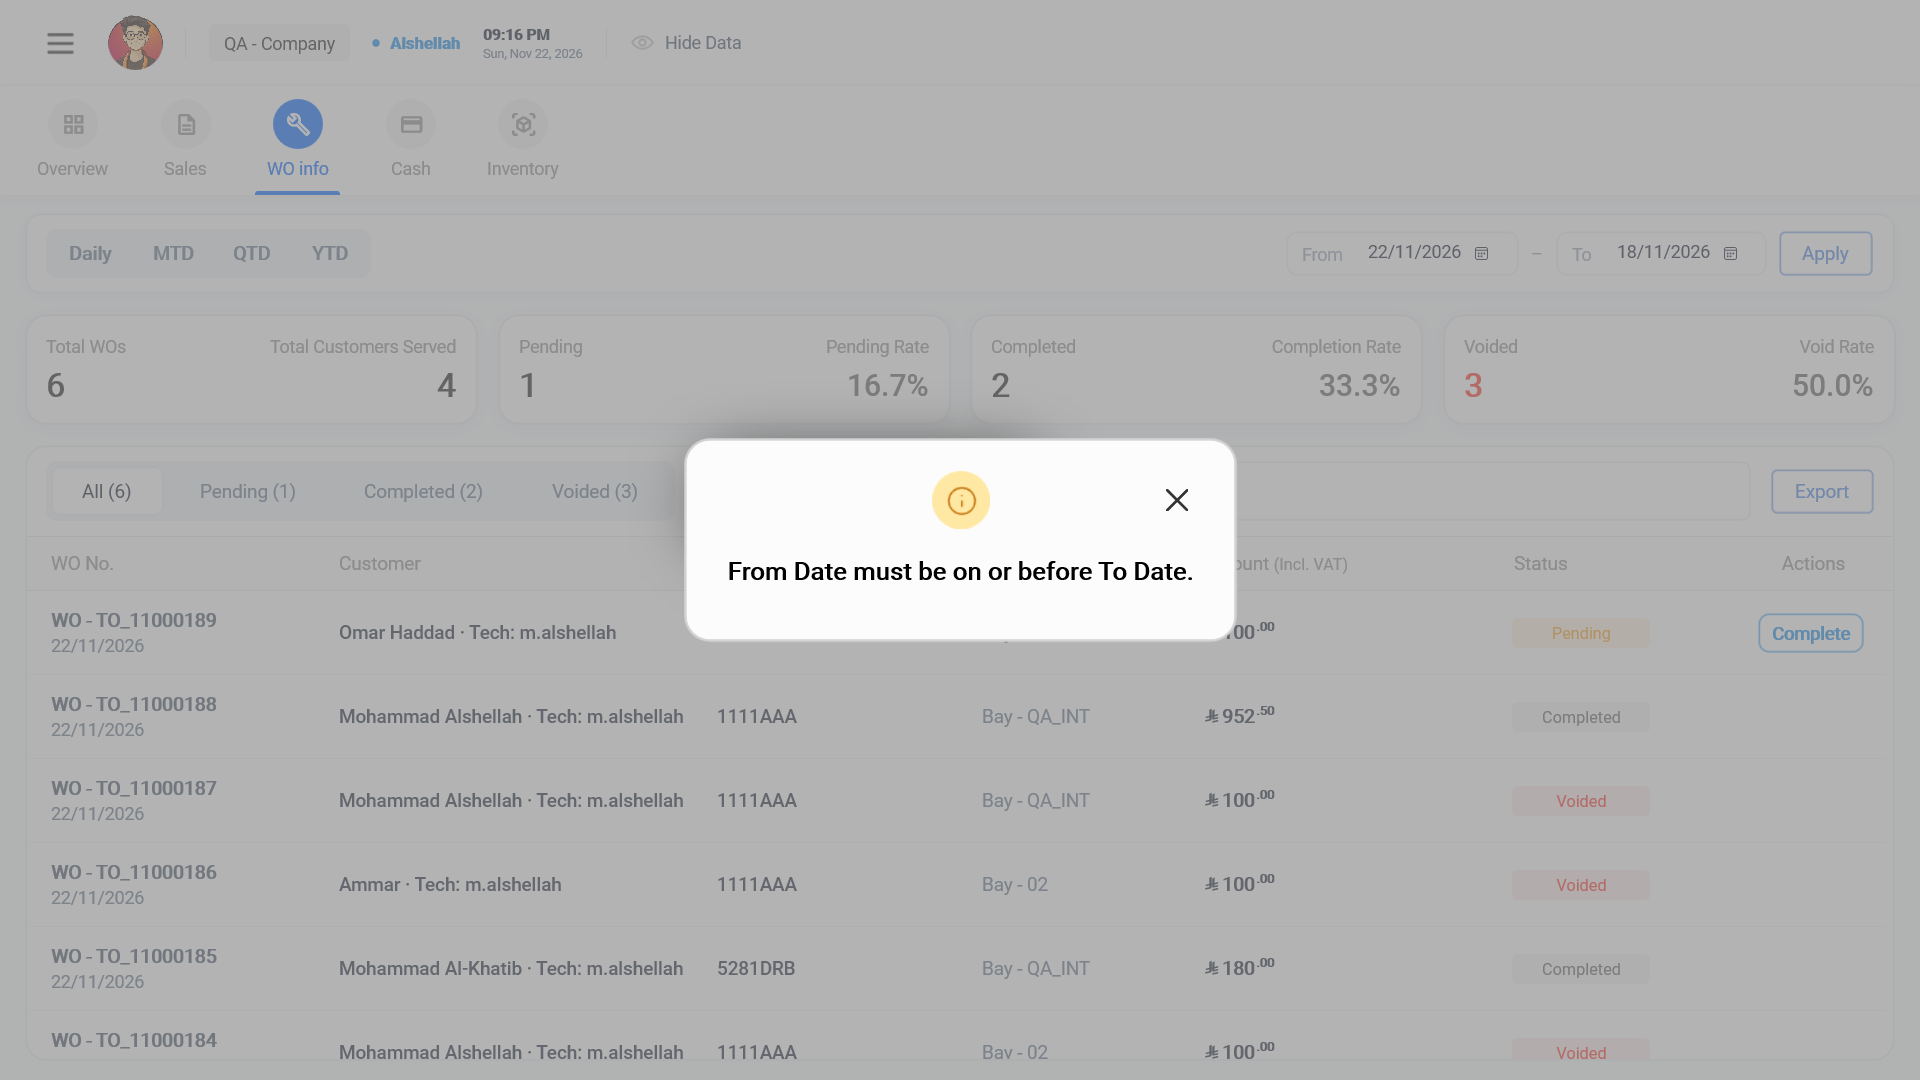 QA - Company
Alshellah
09:16 PM
Sun, Nov 22, 2026
Hide Data
Overview
Sales
WO info
Cash
Inventory
Daily MTD QTD YTD
From 22/11/2026 – To 18/11/2026 Apply
Total WOs Total Customers Served
6 4
Pending Pending Rate
1 16.7%
Completed Completion Rate
2 33.3%
Voided Void Rate
3 50.0%
All (6) Pending (1) Completed (2) Voided (3) Export
From Date must be on or before To Date.
WO No. Customer (Incl. VAT) Status Actions
WO - TO_11000189
22/11/2026
Omar Haddad · Tech: m.alshellah
Pending Complete
WO - TO_11000188
22/11/2026
Mohammad Alshellah · Tech: m.alshellah 1111AAA Bay - QA_INT 952.50 Completed
WO - TO_11000187
22/11/2026
Mohammad Alshellah · Tech: m.alshellah 1111AAA Bay - QA_INT 100.00 Voided
WO - TO_11000186
22/11/2026
Ammar · Tech: m.alshellah 1111AAA Bay - 02 100.00 Voided
WO - TO_11000185
22/11/2026
Mohammad Al-Khatib · Tech: m.alshellah 5281DRB Bay - QA_INT 180.00 Completed
WO - TO_11000184
Mohammad Alshellah · Tech: m.alshellah 1111AAA Bay - 02 100.00 Voided